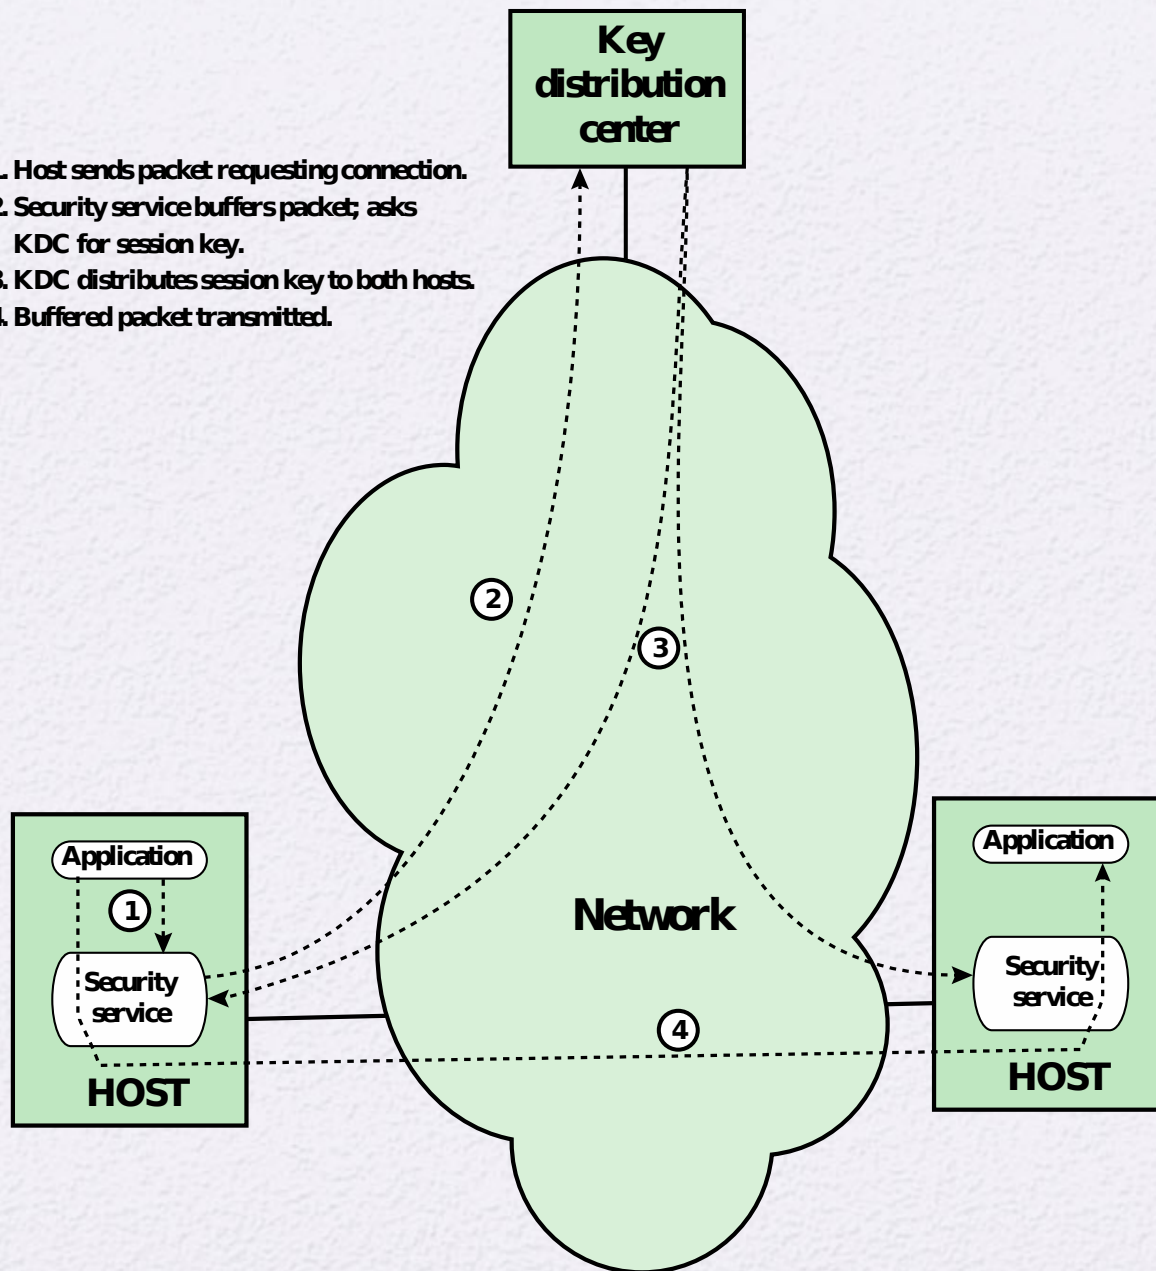 Key
distribution
center
. Host sends packet requesting connection.
2. Security service buffers packet; asks
KDC for session key.
3. KDC distributes session key to both hosts.
. Buffered packet transmitted.
2
3
Application
1
Security
service
HOST
Network
4
Application
Security
service
HOST